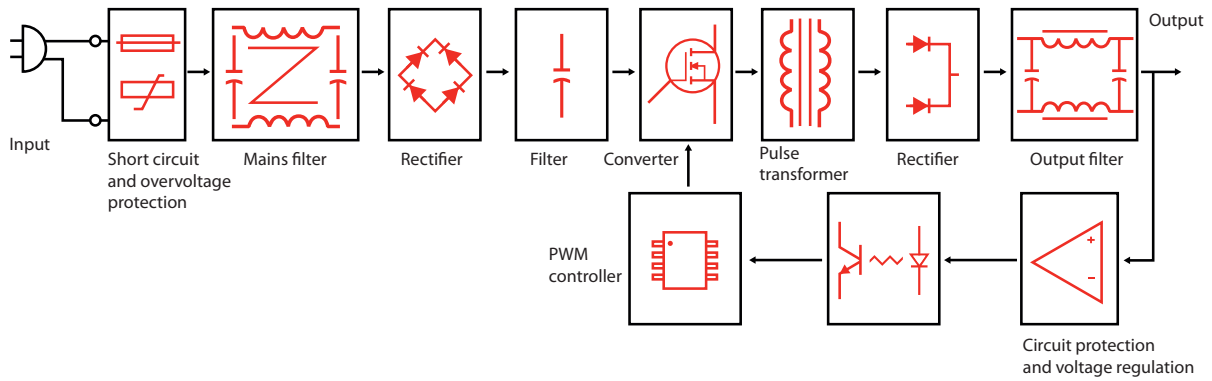 Output
Input
Short circuit
and overvoltage
protection
Mains filter
Rectifier
Filter
Converter
Pulse
transformer
Rectifier
Output filter
PWM
controller
+
−
Circuit protection
and voltage regulation